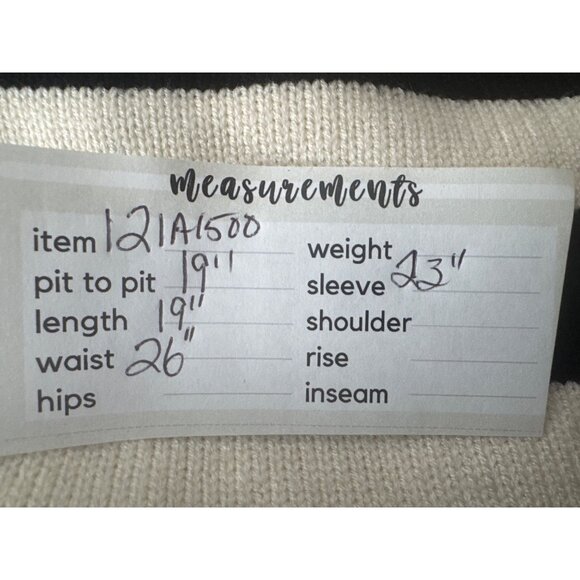 measurements
item 121A1500
pit to pit 19"
length 19"
waist 26"
hips
weight
sleeve 23"
shoulder
rise
inseam